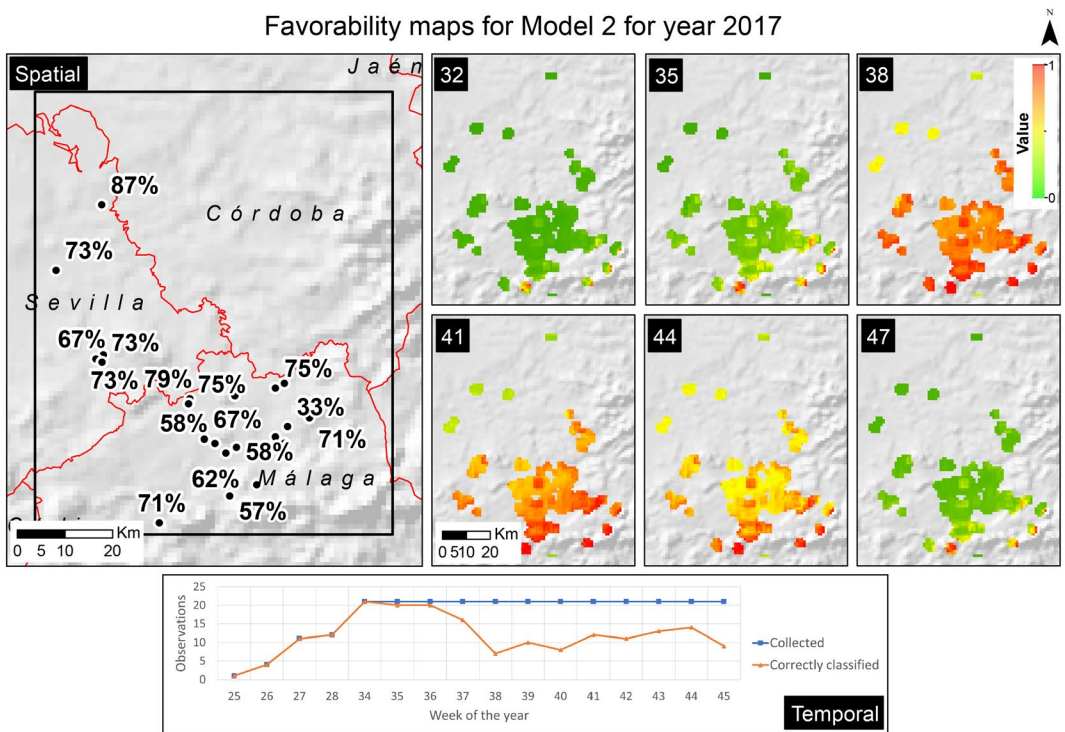 Favorability maps for Model 2 for year 2017
N
Spatial
Jaén
87%
Córdoba
73%
Sevilla
67% 73%
73% 79% 75% 75%
58% 67% 33%
58% 71%
62% Málaga
71% 57%
Km
0 5 10 20
32
35
38
1
Value
0
41
Km
0 510 20
44
47
25
20
15
10
5
0
Observations
25 26 27 28 34 35 36 37 38 39 40 41 42 43 44 45
Week of the year
Collected
Correctly classified
Temporal